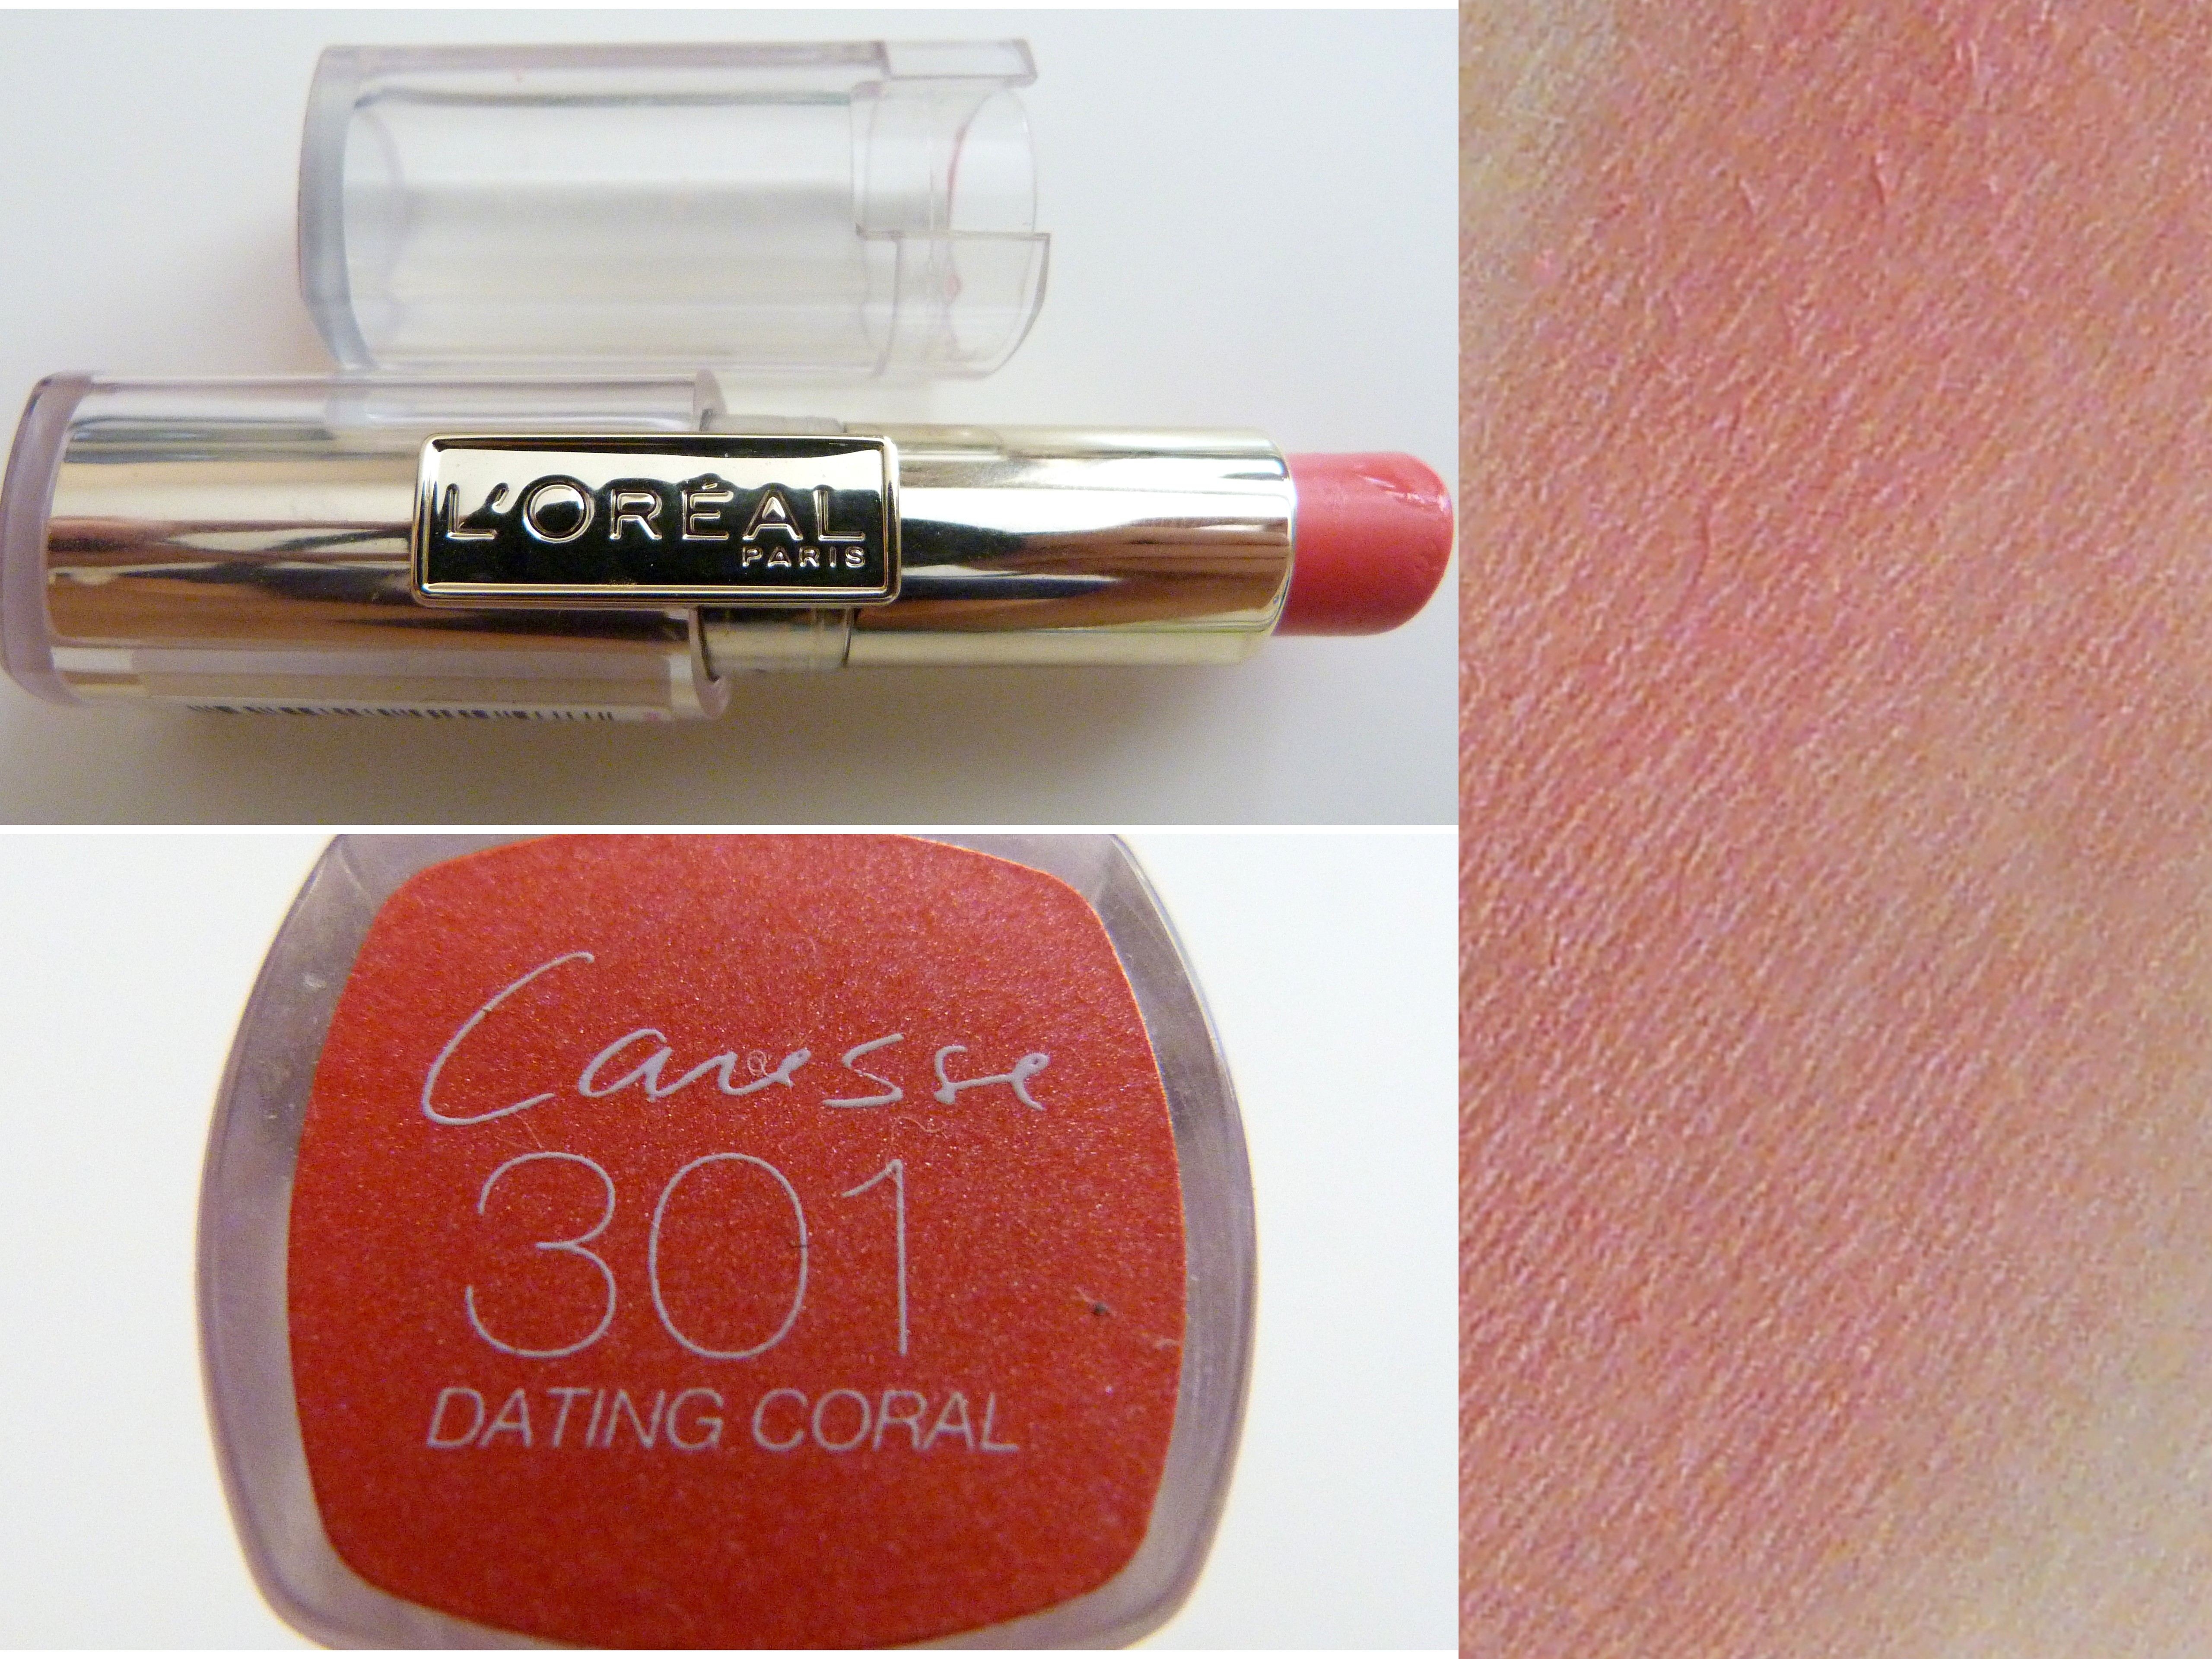 L'ORÉAL
PARIS
Caresse
301
DATING CORAL